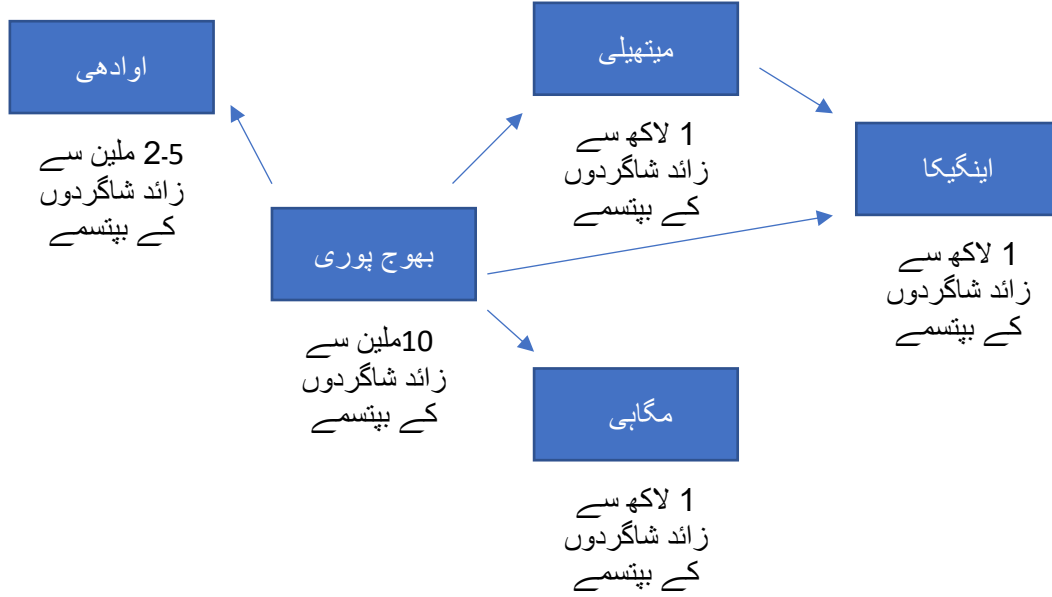 اوادھی
2-5 ملین سے
زائد شاگردوں
کے بپتسمے
میتھیلی
1 لاکھ سے
زائد شاگردوں
کے بپتسمے
اینگیکا
1 لاکھ سے
زائد شاگردوں
کے بپتسمے
بھوج پوری
10ملین سے
زائد شاگردوں
کے بپتسمے
مگاہی
1 لاکھ سے
زائد شاگردوں
کے بپتسمے